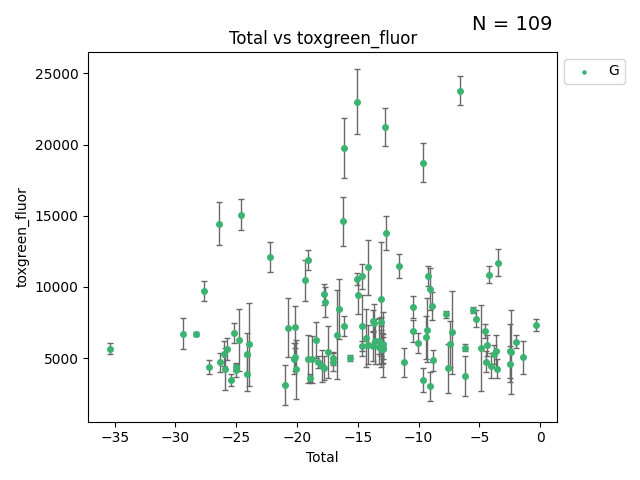 N = 109
Total vs toxgreen_fluor
G
25000
20000
15000
10000
5000
toxgreen_fluor
−35 −30 −25 −20 −15 −10 −5 0
Total